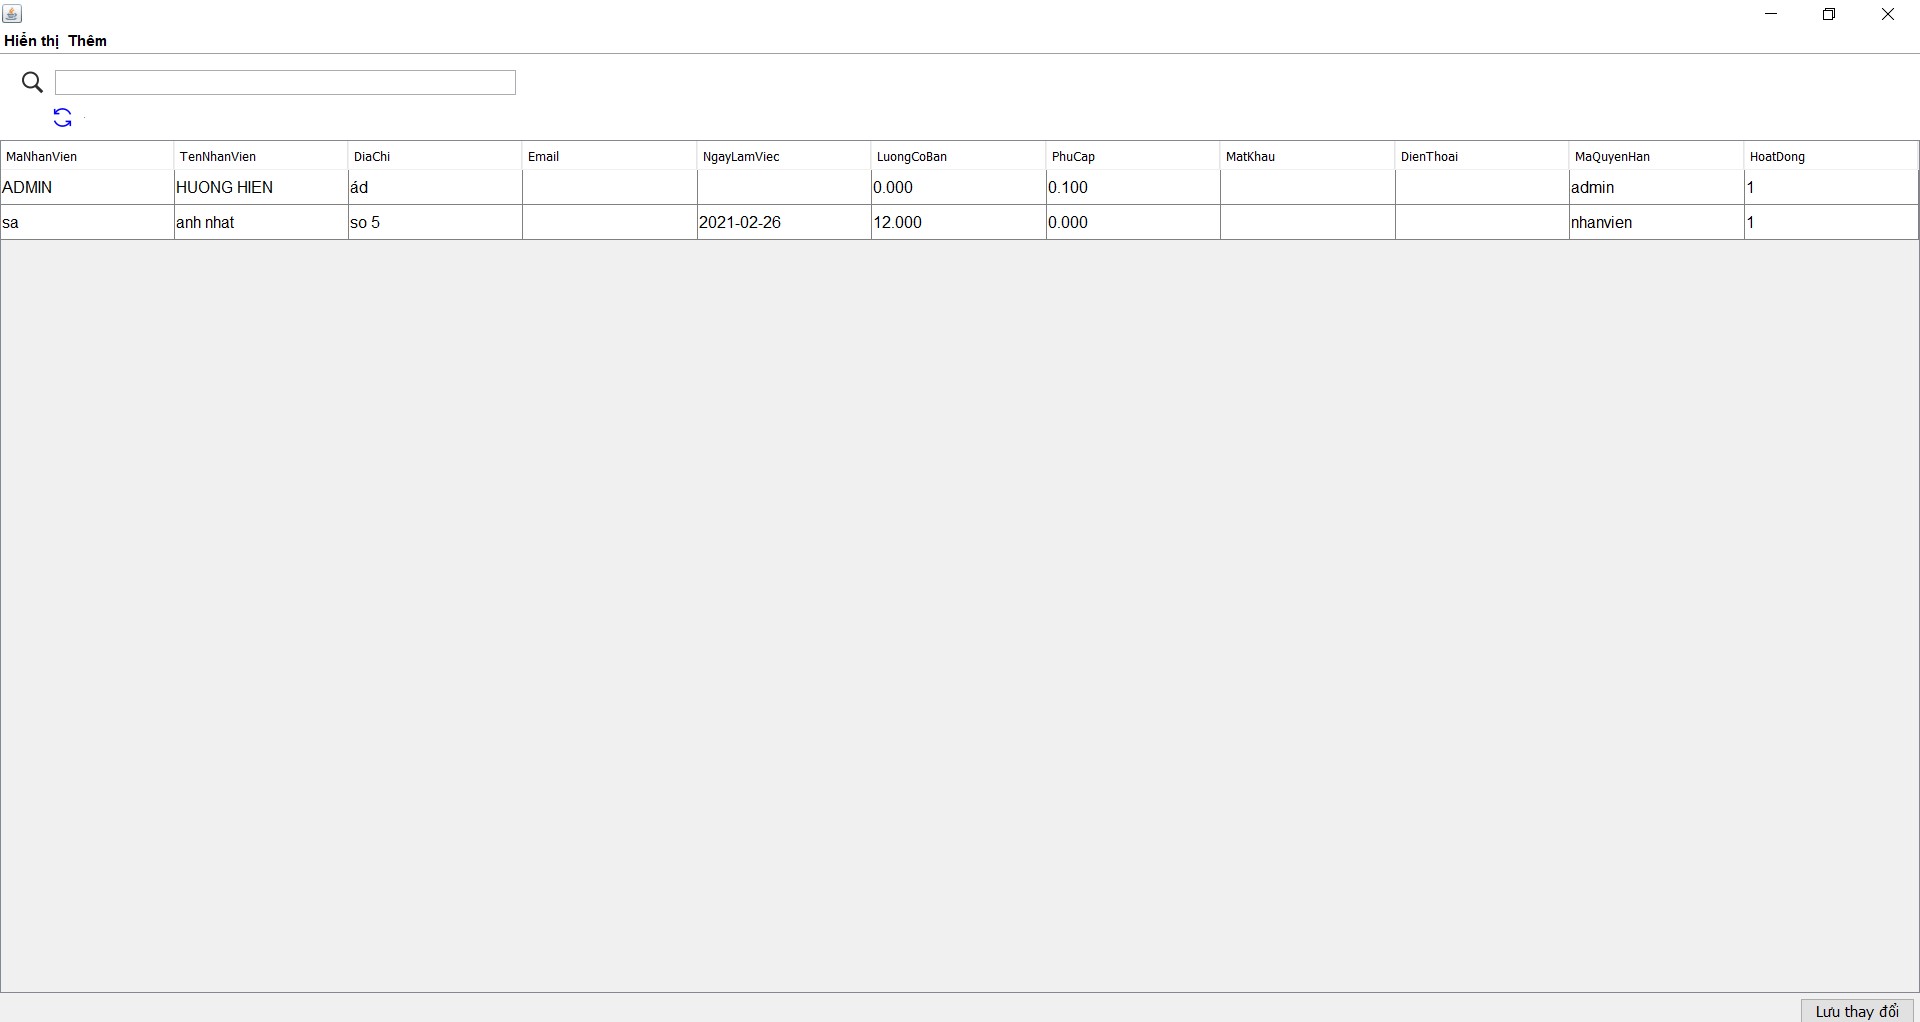 Hiển thị Thêm
MaNhanVien TenNhanVien DiaChi Email NgayLamViec LuongCoBan PhuCap MatKhau DienThoai MaQuyenHan HoatDong
ADMIN HUONG HIEN ád 0.000 0.100 admin 1
sa anh nhat so 5 2021-02-26 12.000 0.000 nhanvien 1
Lưu thay đổi